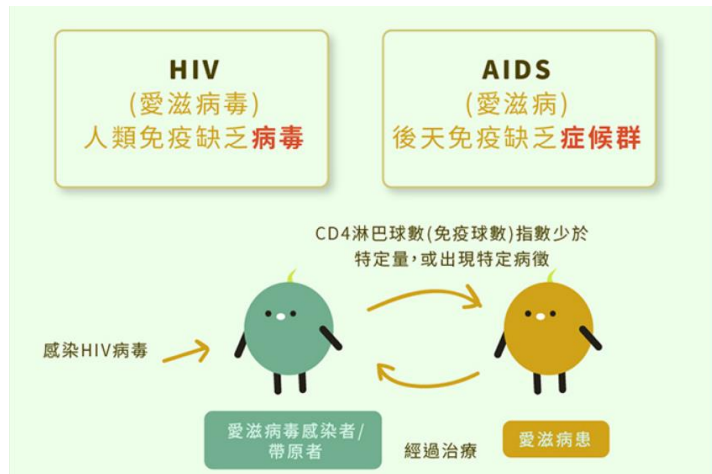 HIV
(愛滋病毒)
人類免疫缺乏病毒
AIDS
(愛滋病)
後天免疫缺乏症候群
CD4淋巴球數(免疫球數)指數少於
特定量,或出現特定病徵
感染HIV病毒
愛滋病毒感染者/
帶原者
經過治療
愛滋病患